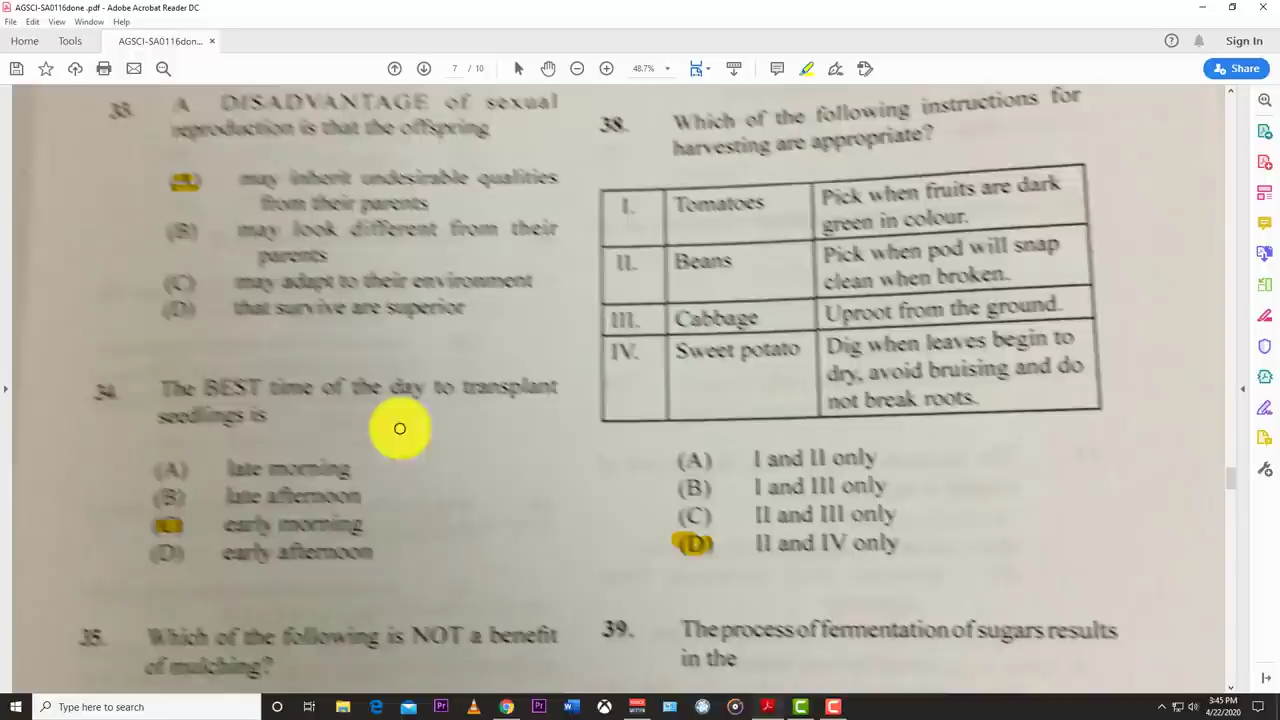 AGSCI-SA0116done .pdf - Adobe Acrobat Reader DC
File Edit View Window Help
Home Tools AGSCI-SA0116don... × Sign In
7 / 10 48.7% Share
33. A DISADVANTAGE of sexual
reproduction is that the offspring
may inherit undesirable qualities
from their parents
(B) may look different from their
parents
(C) may adapt to their environment
(D) that survive are superior
34. The BEST time of the day to transplant
seedlings is
(A) late morning
(B) late afternoon
(C) early morning
(D) early afternoon
35. Which of the following is NOT a benefit
of mulching?
38. Which of the following instructions for
harvesting are appropriate?
I. Tomatoes Pick when fruits are dark
green in colour.
II. Beans Pick when pod will snap
clean when broken.
III. Cabbage Uproot from the ground.
IV. Sweet potato Dig when leaves begin to
dry, avoid bruising and do
not break roots.
(A) I and II only
(B) I and III only
(C) II and III only
(D) II and IV only
39. The process of fermentation of sugars results
in the
Type here to search
3:45 PM
4/22/2020